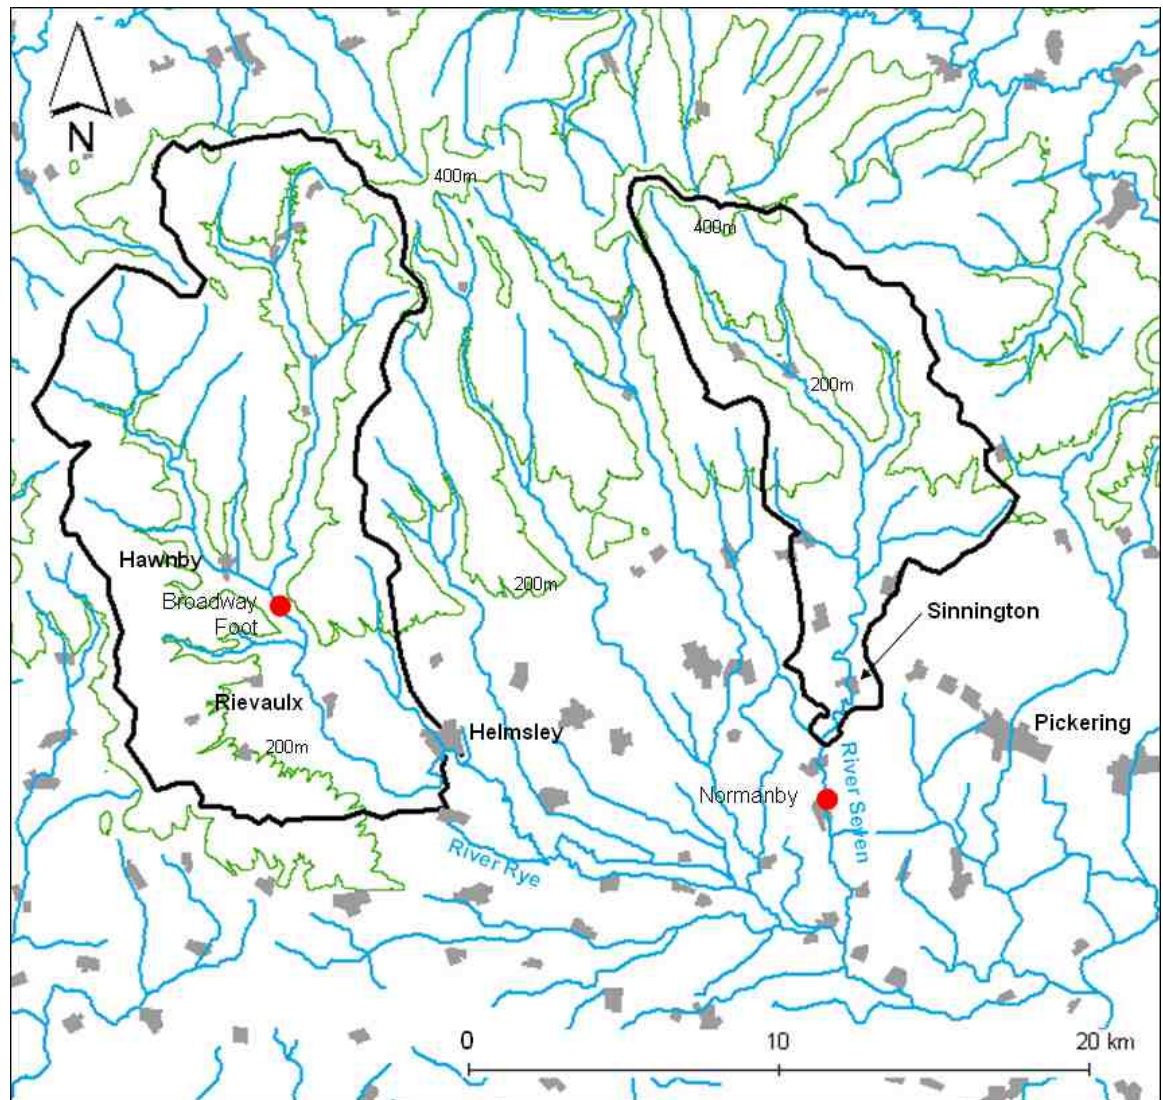 N
400m
400m
200m
Hawnby
Broadway
Foot
200m
Sinnington
Rievaulx
200m
Helmsley
Pickering
Normanby
River Seven
River Rye
0 10 20 km